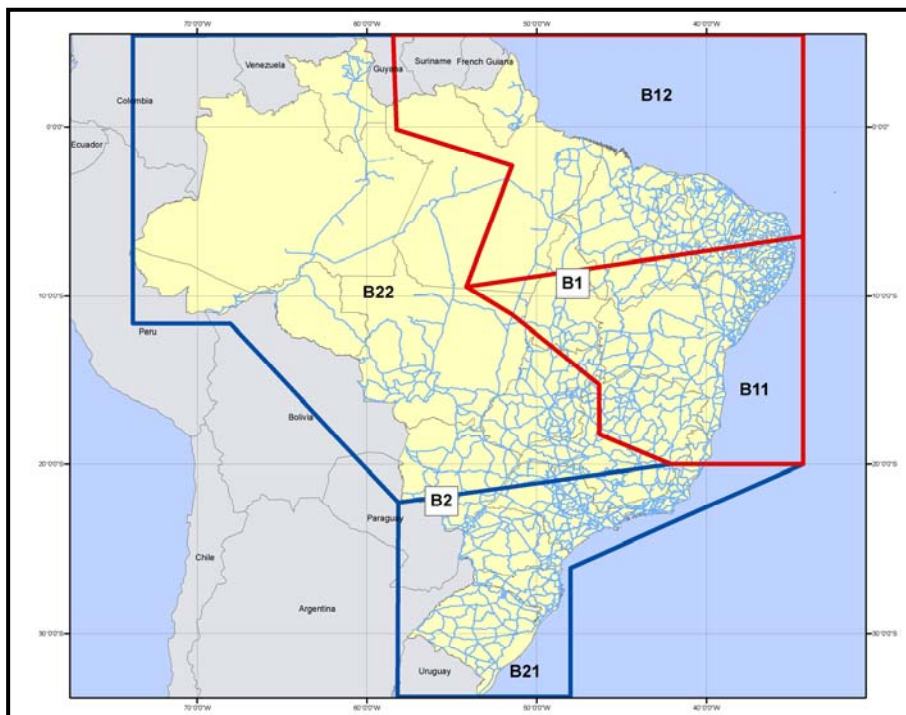 70°0'0"W 60°0'0"W 50°0'0"W 40°0'0"W
Venezuela
Guyana
Suriname
French Guiana
B12
Colombia
0°0'0" 0°0'0"
Ecuador
B1
B22
10°0'0"S 10°0'0"S
Peru
B11
Bolivia
20°0'0"S 20°0'0"S
B2
Paraguay
Chile
Argentina
30°0'0"S 30°0'0"S
Uruguay
B21
70°0'0"W 60°0'0"W 50°0'0"W 40°0'0"W